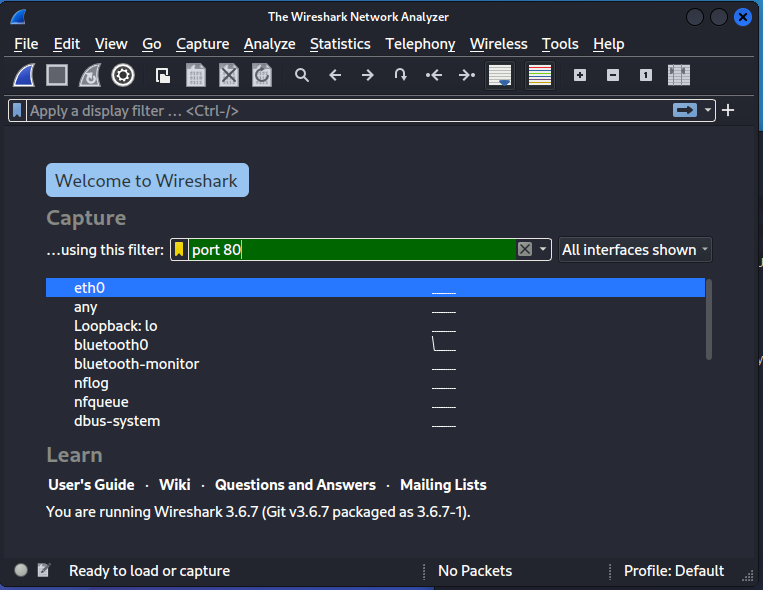 The Wireshark Network Analyzer
File Edit View Go Capture Analyze Statistics Telephony Wireless Tools Help
Apply a display filter ... <Ctrl-/>
Welcome to Wireshark
Capture
...using this filter: port 80 All interfaces shown
eth0
any
Loopback: lo
bluetooth0
bluetooth-monitor
nflog
nfqueue
dbus-system
Learn
User's Guide · Wiki · Questions and Answers · Mailing Lists
You are running Wireshark 3.6.7 (Git v3.6.7 packaged as 3.6.7-1).
Ready to load or capture No Packets Profile: Default